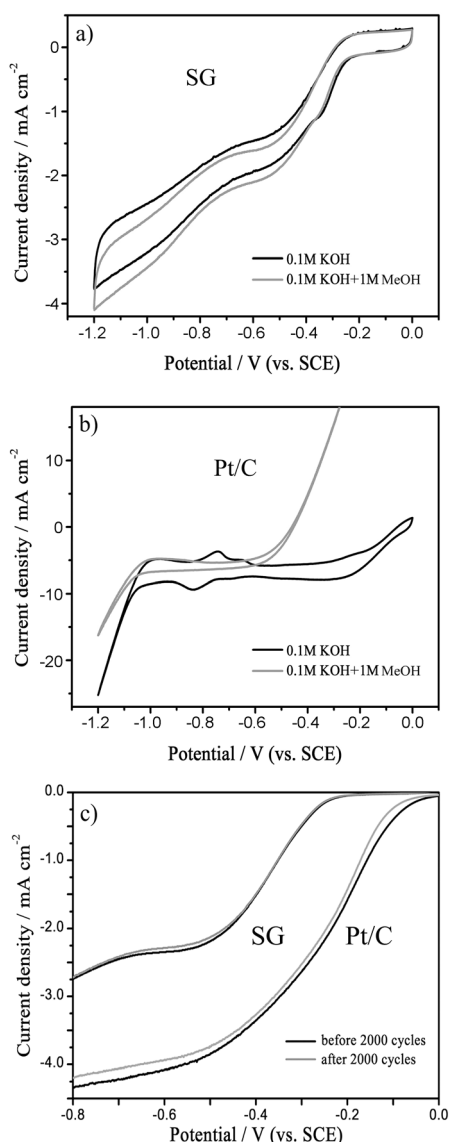 a)
SG
Current density / mA cm-2
0
-1
-2
-3
-4
0.1M KOH
0.1M KOH+1M MeOH
-1.2 -1.0 -0.8 -0.6 -0.4 -0.2 0.0
Potential / V (vs. SCE)
b)
Pt/C
Current density / mA cm-2
10
0
-10
-20
0.1M KOH
0.1M KOH+1M MeOH
-1.2 -1.0 -0.8 -0.6 -0.4 -0.2 0.0
Potential / V (vs. SCE)
c)
Current density / mA cm-2
0.0
-1.0
-2.0
-3.0
-4.0
SG Pt/C
before 2000 cycles
after 2000 cycles
-0.8 -0.6 -0.4 -0.2 0.0
Potential / V (vs. SCE)